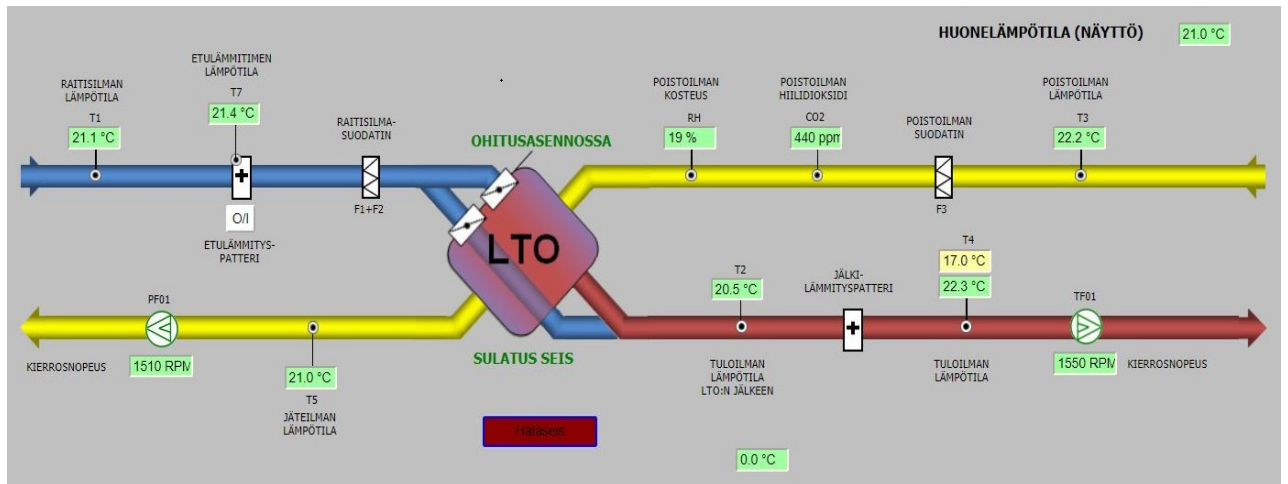 HUONELÄMPÖTILA (NÄYTTÖ)
21.0 °C
ETULÄMMITIMEN
LÄMPÖTILA
T7
21.4 °C
RAITISILMAN
LÄMPÖTILA
T1
21.1 °C
RAITISILMA-
SUODATIN
F1+F2
O/I
ETULÄMMITYS-
PATTERI
OHITUSASENNOSSA
POISTOILMAN
KOSTEUS
RH
19 %
POISTOILMAN
HIILIDIOKSIDI
CO2
440 ppm
POISTOILMAN
SUODATIN
F3
POISTOILMAN
LÄMPÖTILA
T3
22.2 °C
LTO
PF01
KIERROSNOPEUS
1510 RPM
21.0 °C
T5
JÄTEILMAN
LÄMPÖTILA
SULATUS SEIS
Hätäseis
T2
20.5 °C
TULOILMAN
LÄMPÖTILA
LTO:N JÄLKEEN
JÄLKI-
LÄMMITYSPATTERI
T4
17.0 °C
22.3 °C
TULOILMAN
LÄMPÖTILA
TF01
1550 RPM
KIERROSNOPEUS
0.0 °C